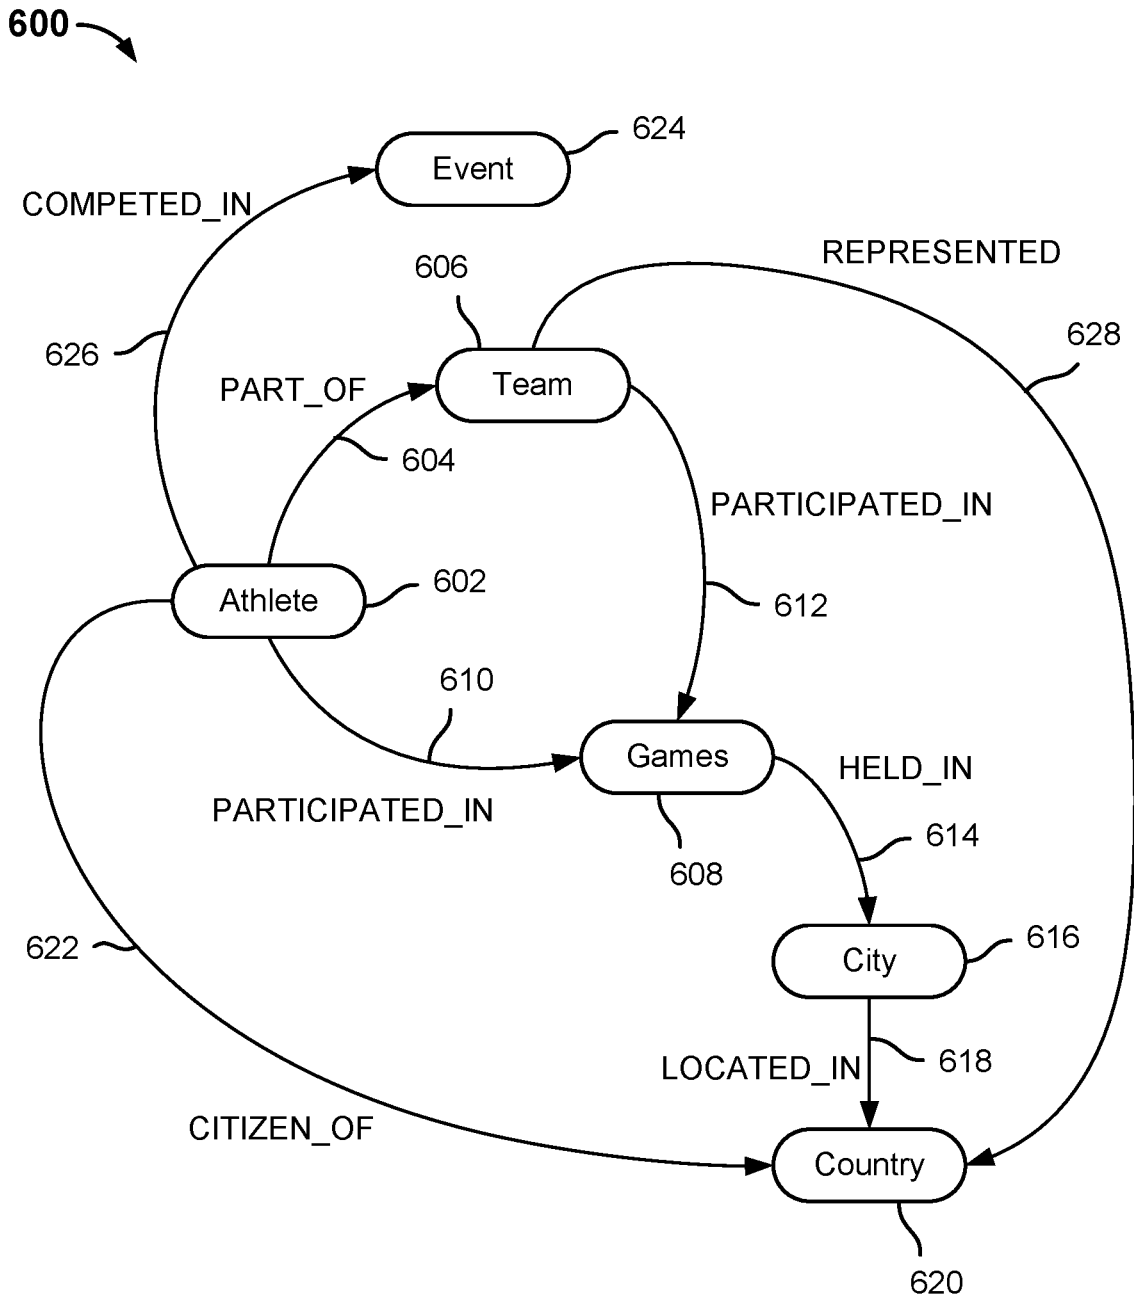 600
624
Event
COMPETED_IN
REPRESENTED
606
628
626
Team
PART_OF
604
PARTICIPATED_IN
602
Athlete
612
610
Games
HELD_IN
PARTICIPATED_IN
614
608
622
616
City
618
LOCATED_IN
CITIZEN_OF
Country
620